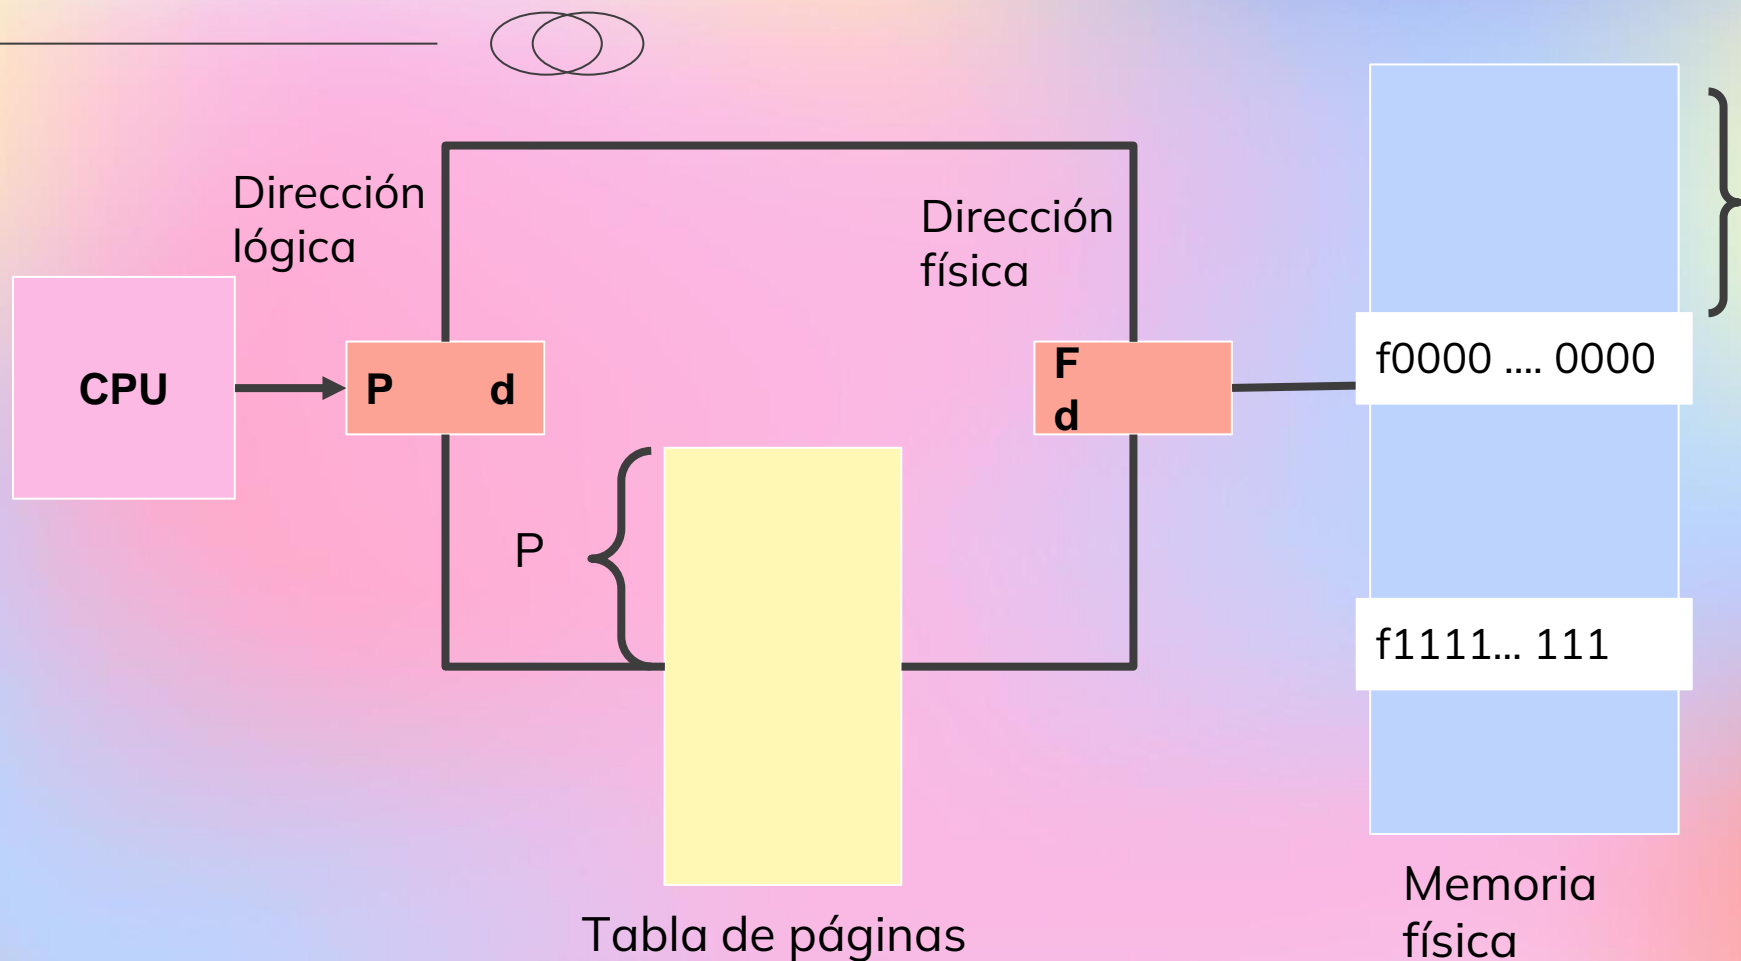 Dirección
lógica
Dirección
física
CPU
P d
F
d
f0000 .... 0000
P
f1111... 111
Tabla de páginas
Memoria
física